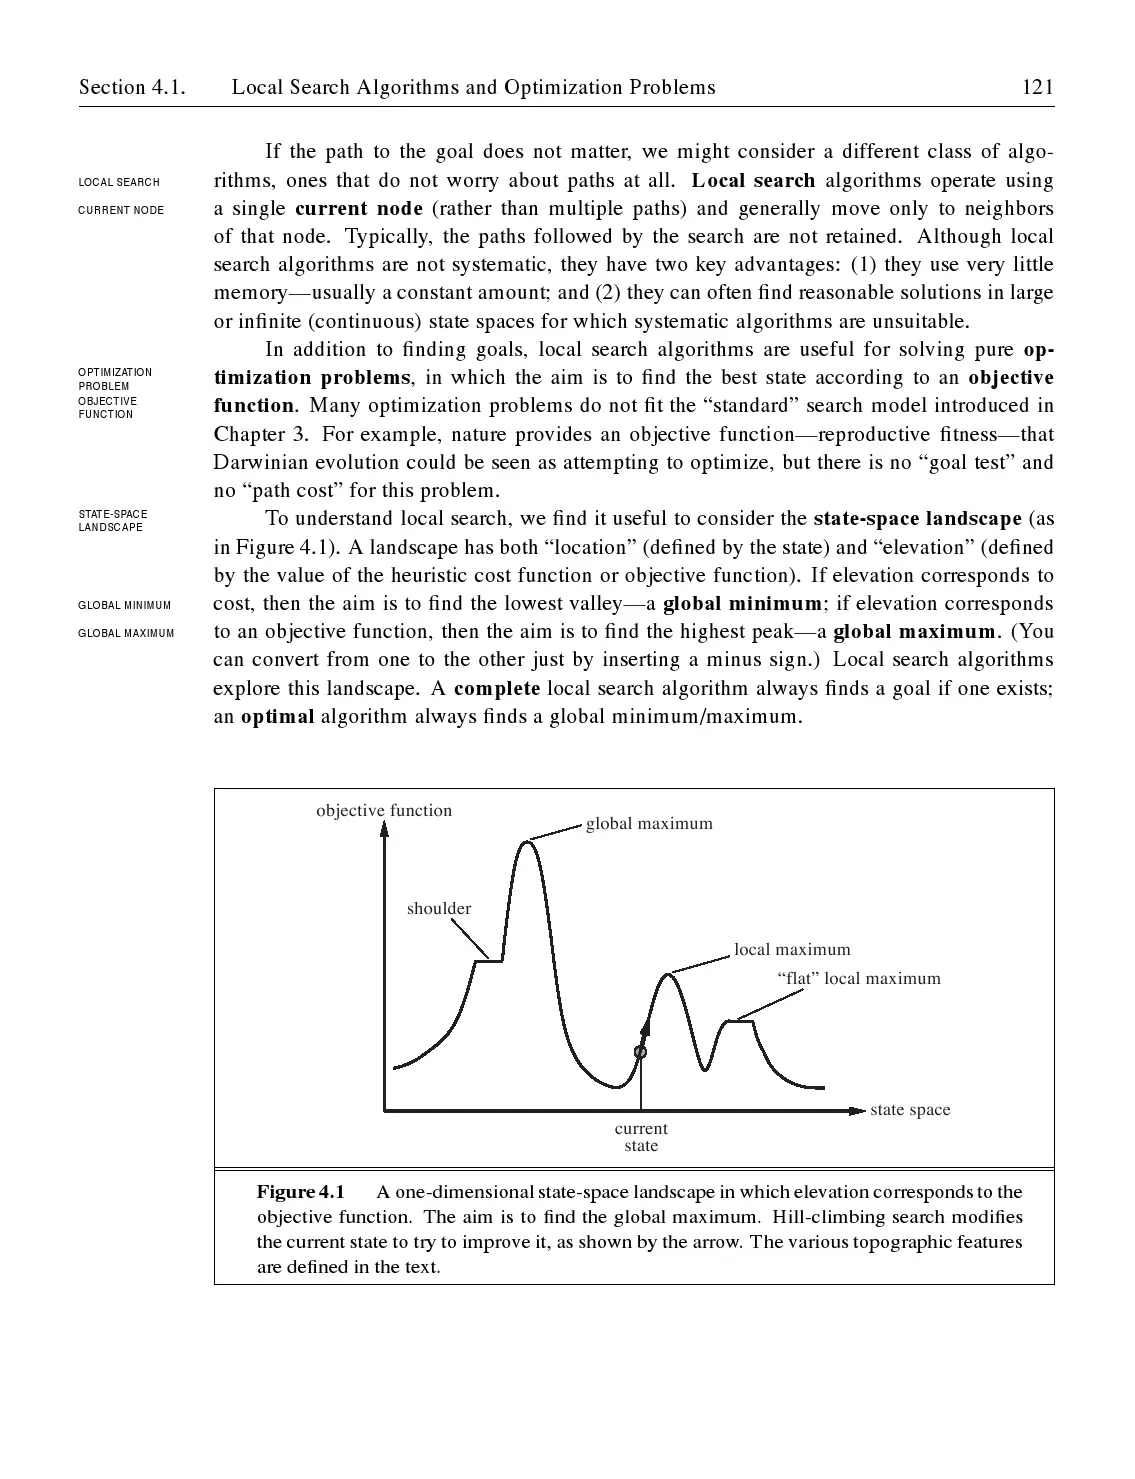 Section 4.1. Local Search Algorithms and Optimization Problems 121
If the path to the goal does not matter, we might consider a different class of algo-
LOCAL SEARCH rithms, ones that do not worry about paths at all. Local search algorithms operate using
CURRENT NODE a single current node (rather than multiple paths) and generally move only to neighbors
of that node. Typically, the paths followed by the search are not retained. Although local
search algorithms are not systematic, they have two key advantages: (1) they use very little
memory—usually a constant amount; and (2) they can often find reasonable solutions in large
or infinite (continuous) state spaces for which systematic algorithms are unsuitable.
In addition to finding goals, local search algorithms are useful for solving pure op-
OPTIMIZATION
PROBLEM
timization problems, in which the aim is to find the best state according to an objective
OBJECTIVE
FUNCTION
function. Many optimization problems do not fit the “standard” search model introduced in
Chapter 3. For example, nature provides an objective function—reproductive fitness—that
Darwinian evolution could be seen as attempting to optimize, but there is no “goal test” and
no “path cost” for this problem.
STATE-SPACE
LANDSCAPE
To understand local search, we find it useful to consider the state-space landscape (as
in Figure 4.1). A landscape has both “location” (defined by the state) and “elevation” (defined
by the value of the heuristic cost function or objective function). If elevation corresponds to
GLOBAL MINIMUM cost, then the aim is to find the lowest valley—a global minimum; if elevation corresponds
GLOBAL MAXIMUM to an objective function, then the aim is to find the highest peak—a global maximum. (You
can convert from one to the other just by inserting a minus sign.) Local search algorithms
explore this landscape. A complete local search algorithm always finds a goal if one exists;
an optimal algorithm always finds a global minimum/maximum.
objective function
global maximum
shoulder
local maximum
“flat” local maximum
state space
current
state
Figure 4.1 A one-dimensional state-space landscape in which elevation corresponds to the
objective function. The aim is to find the global maximum. Hill-climbing search modifies
the current state to try to improve it, as shown by the arrow. The various topographic features
are defined in the text.